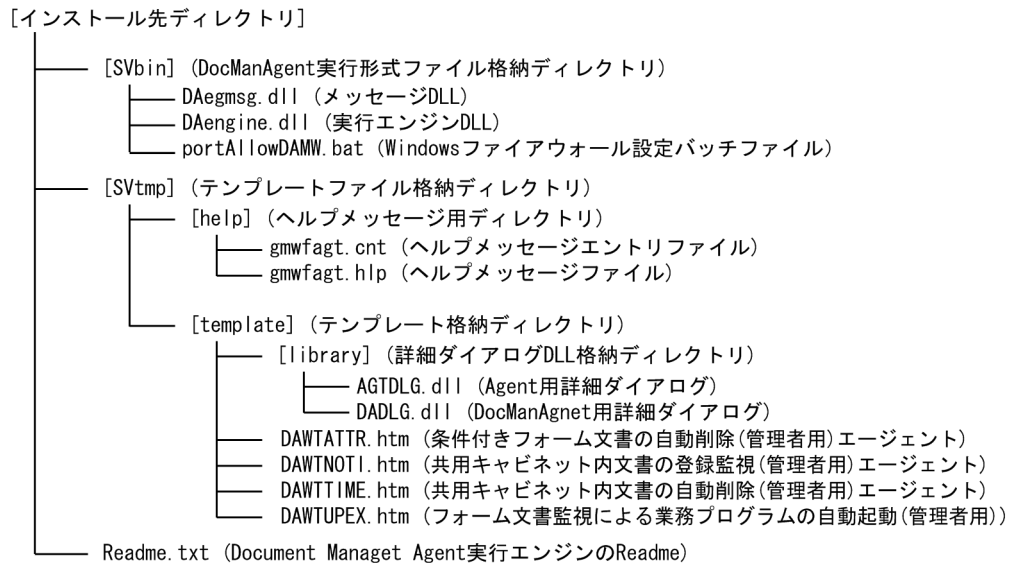 [インストール先ディレクトリ]
[SVbin] (DocManAgent実行形式ファイル格納ディレクトリ)
DAegmsg.dll (メッセージDLL)
DAengine.dll (実行エンジンDLL)
portAllowDAMW.bat (Windowsファイアウォール設定バッチファイル)
[SVtmp] (テンプレートファイル格納ディレクトリ)
[help] (ヘルプメッセージ用ディレクトリ)
gmwfagt.cnt (ヘルプメッセージエントリファイル)
gmwfagt.hlp (ヘルプメッセージファイル)
[template] (テンプレート格納ディレクトリ)
[library] (詳細ダイアログDLL格納ディレクトリ)
AGTDLG.dll (Agent用詳細ダイアログ)
DADLG.dll (DocManAgnet用詳細ダイアログ)
DAWTATTR.htm (条件付きフォーム文書の自動削除(管理者用)エージェント)
DAWTNOTI.htm (共用キャビネット内文書の登録監視(管理者用)エージェント)
DAWTTIME.htm (共用キャビネット内文書の自動削除(管理者用)エージェント)
DAWTUPEX.htm (フォーム文書監視による業務プログラムの自動起動(管理者用))
Readme.txt (Document Managet Agent実行エンジンのReadme)